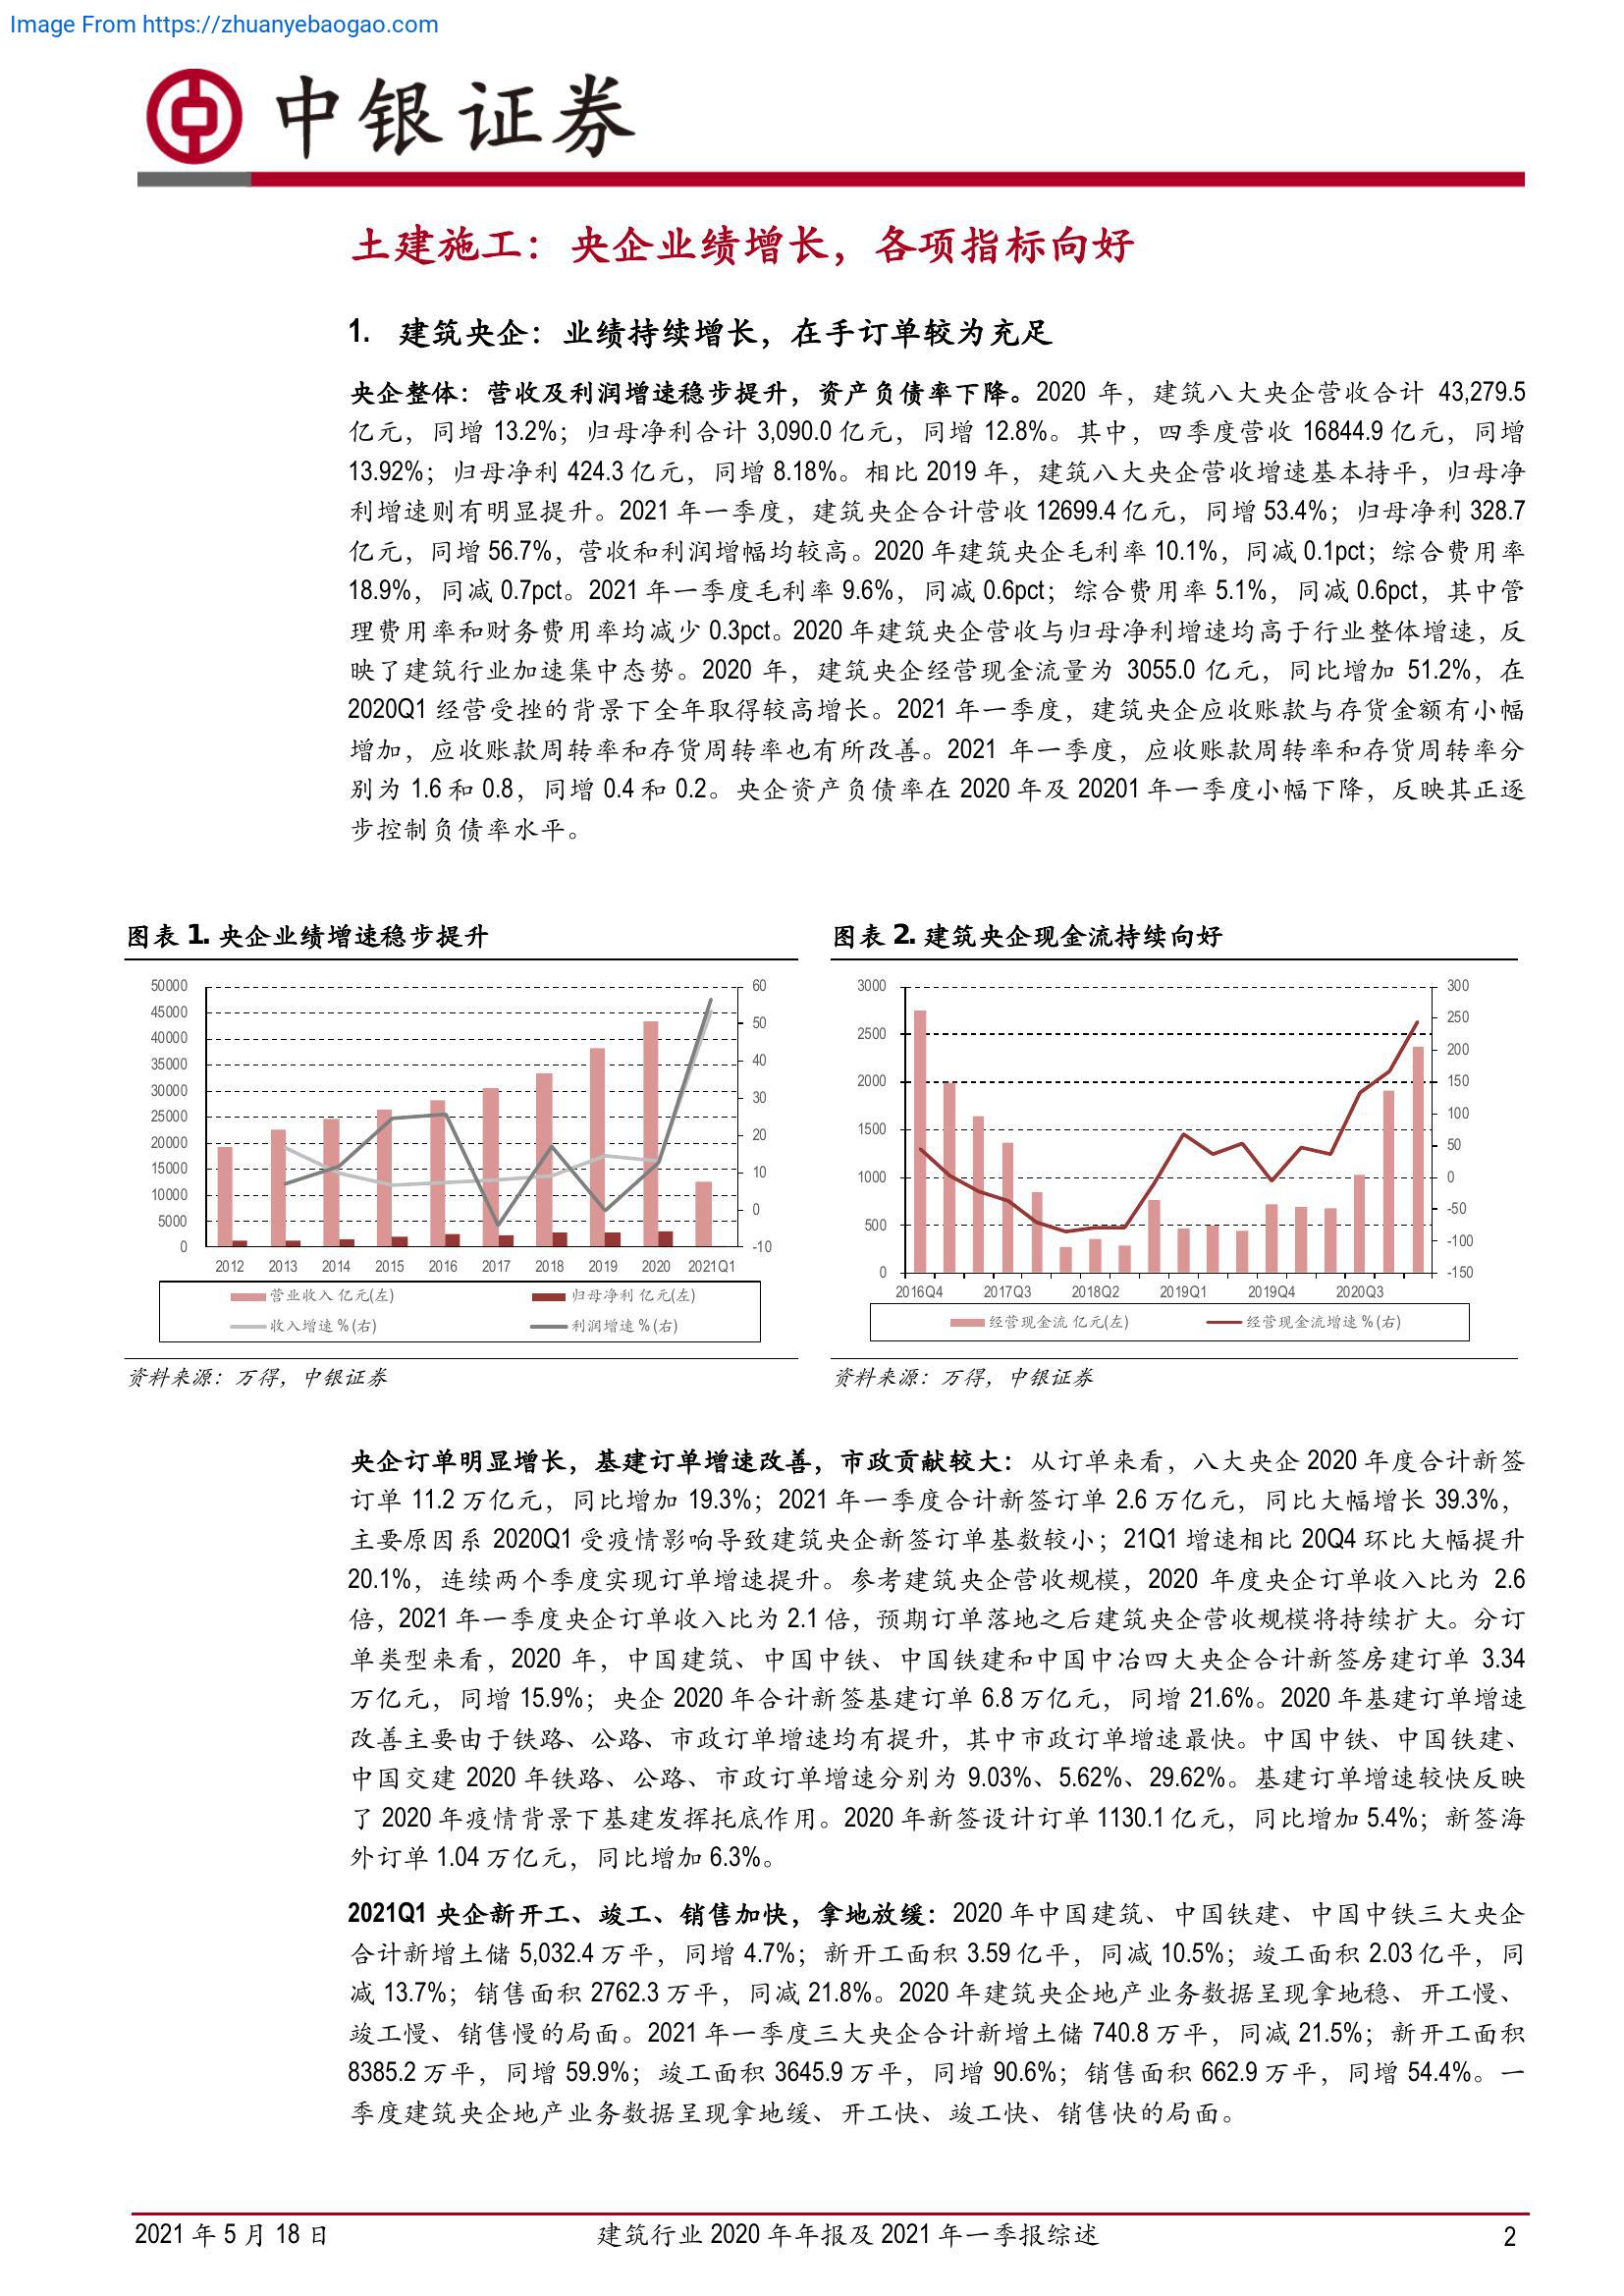 Image From https://zhuanyebaogao.com
中银证券
土建施工：央企业绩增长，各项指标向好
1. 建筑央企：业绩持续增长，在手订单较为充足
央企整体：营收及利润增速稳步提升，资产负债率下降。2020 年，建筑八大央企营收合计 43,279.5
亿元，同增 13.2%；归母净利合计 3,090.0 亿元，同增 12.8%。其中，四季度营收 16844.9 亿元，同增
13.92%；归母净利 424.3 亿元，同增 8.18%。相比 2019 年，建筑八大央企营收增速基本持平，归母净
利增速则有明显提升。2021 年一季度，建筑央企合计营收 12699.4 亿元，同增 53.4%；归母净利 328.7
亿元，同增 56.7%，营收和利润增幅均较高。2020 年建筑央企毛利率 10.1%，同减 0.1pct；综合费用率
18.9%，同减 0.7pct。2021 年一季度毛利率 9.6%，同减 0.6pct；综合费用率 5.1%，同减 0.6pct，其中管
理费用率和财务费用率均减少 0.3pct。2020 年建筑央企营收与归母净利增速均高于行业整体增速，反
映了建筑行业加速集中态势。2020 年，建筑央企经营现金流量为 3055.0 亿元，同比增加 51.2%，在
2020Q1 经营受挫的背景下全年取得较高增长。2021 年一季度，建筑央企应收账款与存货金额有小幅
增加，应收账款周转率和存货周转率也有所改善。2021 年一季度，应收账款周转率和存货周转率分
别为 1.6 和 0.8，同增 0.4 和 0.2。央企资产负债率在 2020 年及 20201 年一季度小幅下降，反映其正逐
步控制负债率水平。
图表 1. 央企业绩增速稳步提升
50000
45000
40000
35000
30000
25000
20000
15000
10000
5000
0
60
50
40
30
20
10
0
-10
2012 2013 2014 2015 2016 2017 2018 2019 2020 2021Q1
营业收入 亿元(左) 归母净利 亿元(左)
收入增速 %(右) 利润增速 %(右)
资料来源：万得，中银证券
图表 2. 建筑央企现金流持续向好
3000
2500
2000
1500
1000
500
0
300
250
200
150
100
50
0
-50
-100
-150
2016Q4 2017Q3 2018Q2 2019Q1 2019Q4 2020Q3
经营现金流 亿元(左) 经营现金流增速 %(右)
资料来源：万得，中银证券
央企订单明显增长，基建订单增速改善，市政贡献较大：从订单来看，八大央企 2020 年度合计新签
订单 11.2 万亿元，同比增加 19.3%；2021 年一季度合计新签订单 2.6 万亿元，同比大幅增长 39.3%，
主要原因系 2020Q1 受疫情影响导致建筑央企新签订单基数较小；21Q1 增速相比 20Q4 环比大幅提升
20.1%，连续两个季度实现订单增速提升。参考建筑央企营收规模，2020 年度央企订单收入比为 2.6
倍，2021 年一季度央企订单收入比为 2.1 倍，预期订单落地之后建筑央企营收规模将持续扩大。分订
单类型来看，2020 年，中国建筑、中国中铁、中国铁建和中国中冶四大央企合计新签房建订单 3.34
万亿元，同增 15.9%；央企 2020 年合计新签基建订单 6.8 万亿元，同增 21.6%。2020 年基建订单增速
改善主要由于铁路、公路、市政订单增速均有提升，其中市政订单增速最快。中国中铁、中国铁建、
中国交建 2020 年铁路、公路、市政订单增速分别为 9.03%、5.62%、29.62%。基建订单增速较快反映
了 2020 年疫情背景下基建发挥托底作用。2020 年新签设计订单 1130.1 亿元，同比增加 5.4%；新签海
外订单 1.04 万亿元，同比增加 6.3%。
2021Q1 央企新开工、竣工、销售加快，拿地放缓：2020 年中国建筑、中国铁建、中国中铁三大央企
合计新增土储 5,032.4 万平，同增 4.7%；新开工面积 3.59 亿平，同减 10.5%；竣工面积 2.03 亿平，同
减 13.7%；销售面积 2762.3 万平，同减 21.8%。2020 年建筑央企地产业务数据呈现拿地稳、开工慢、
竣工慢、销售慢的局面。2021 年一季度三大央企合计新增土储 740.8 万平，同减 21.5%；新开工面积
8385.2 万平，同增 59.9%；竣工面积 3645.9 万平，同增 90.6%；销售面积 662.9 万平，同增 54.4%。一
季度建筑央企地产业务数据呈现拿地缓、开工快、竣工快、销售快的局面。
2021 年 5 月 18 日 建筑行业 2020 年年报及 2021 年一季报综述 2